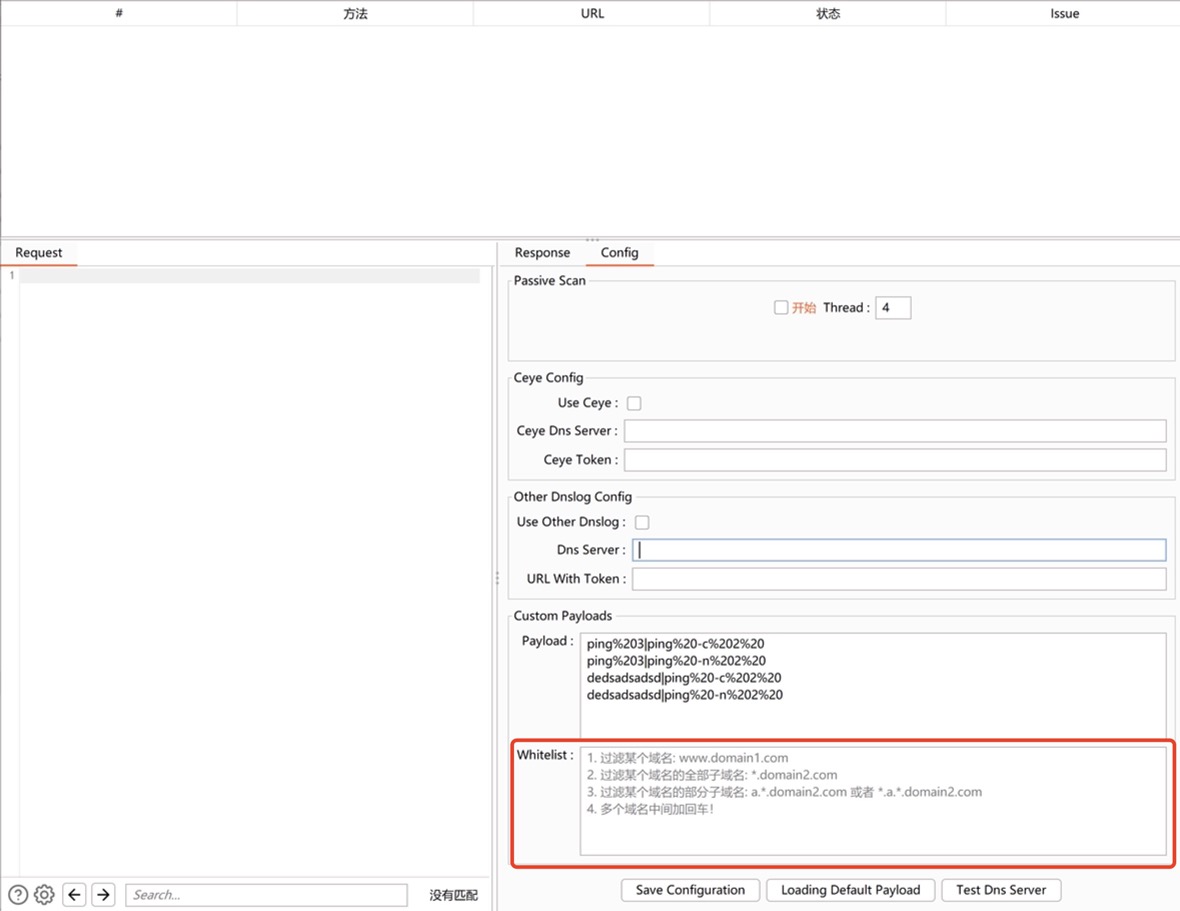 # 方法 URL 状态 Issue
Request
1
Response Config
Passive Scan
开始 Thread : 4
Ceye Config
Use Ceye :
Ceye Dns Server :
Ceye Token :
Other Dnslog Config
Use Other Dnslog :
Dns Server :
URL With Token :
Custom Payloads
Payload : ping%203|ping%20-c%202%20
ping%203|ping%20-n%202%20
dedsadsadsd|ping%20-c%202%20
dedsadsadsd|ping%20-n%202%20
Whitelist : 1. 过滤某个域名: www.domain1.com
2. 过滤某个域名的全部子域名: *.domain2.com
3. 过滤某个域名的部分子域名: a.*.domain2.com 或者 *.a.*.domain2.com
4. 多个域名中间加回车!
Search... 没有匹配
Save Configuration Loading Default Payload Test Dns Server